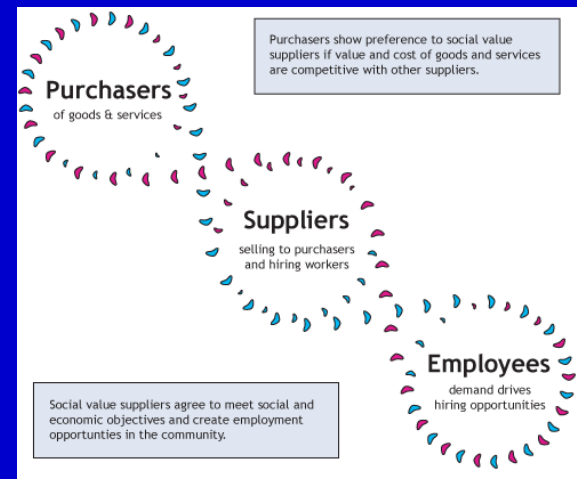 Purchasers show preference to social value
suppliers if value and cost of goods and services
are competitive with other suppliers.
Purchasers
of goods & services
Suppliers
selling to purchasers
and hiring workers
Employees
demand drives
hiring opportunities
Social value suppliers agree to meet social and
economic objectives and create employment
opportunties in the community.